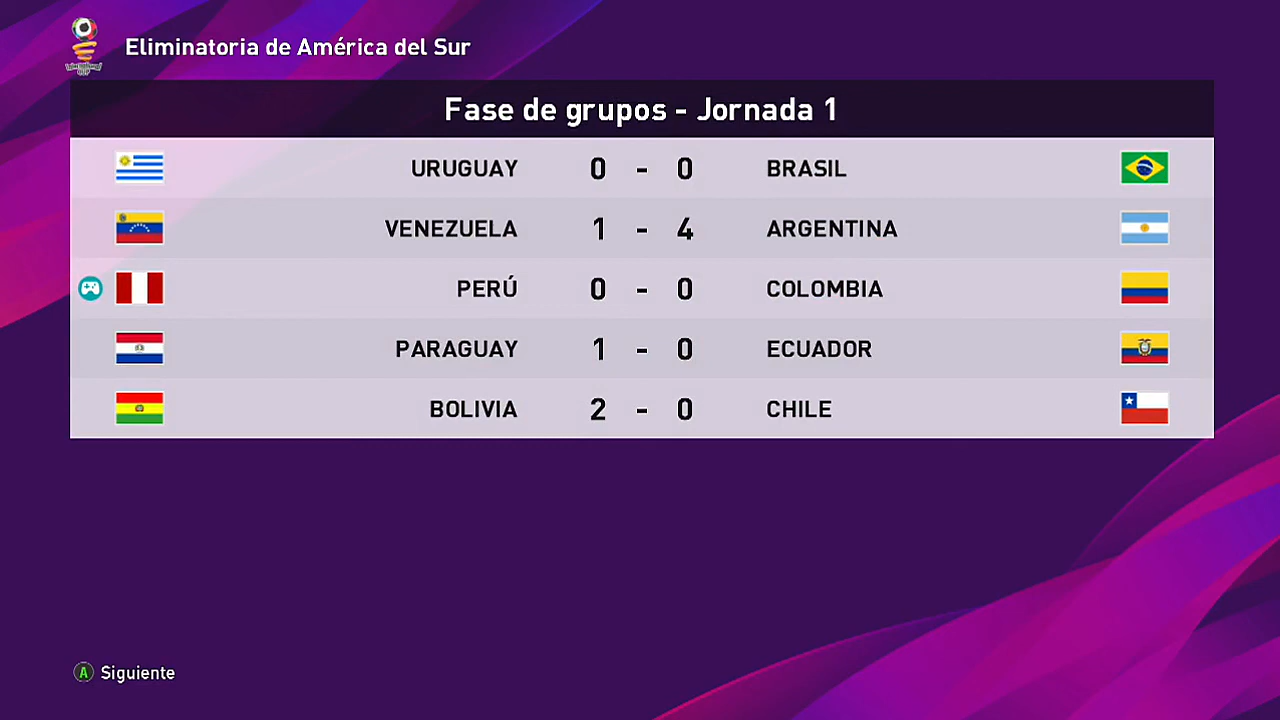 Eliminatoria de América del Sur
Fase de grupos - Jornada 1
URUGUAY 0 - 0 BRASIL
VENEZUELA 1 - 4 ARGENTINA
PERÚ 0 - 0 COLOMBIA
PARAGUAY 1 - 0 ECUADOR
BOLIVIA 2 - 0 CHILE
A Siguiente